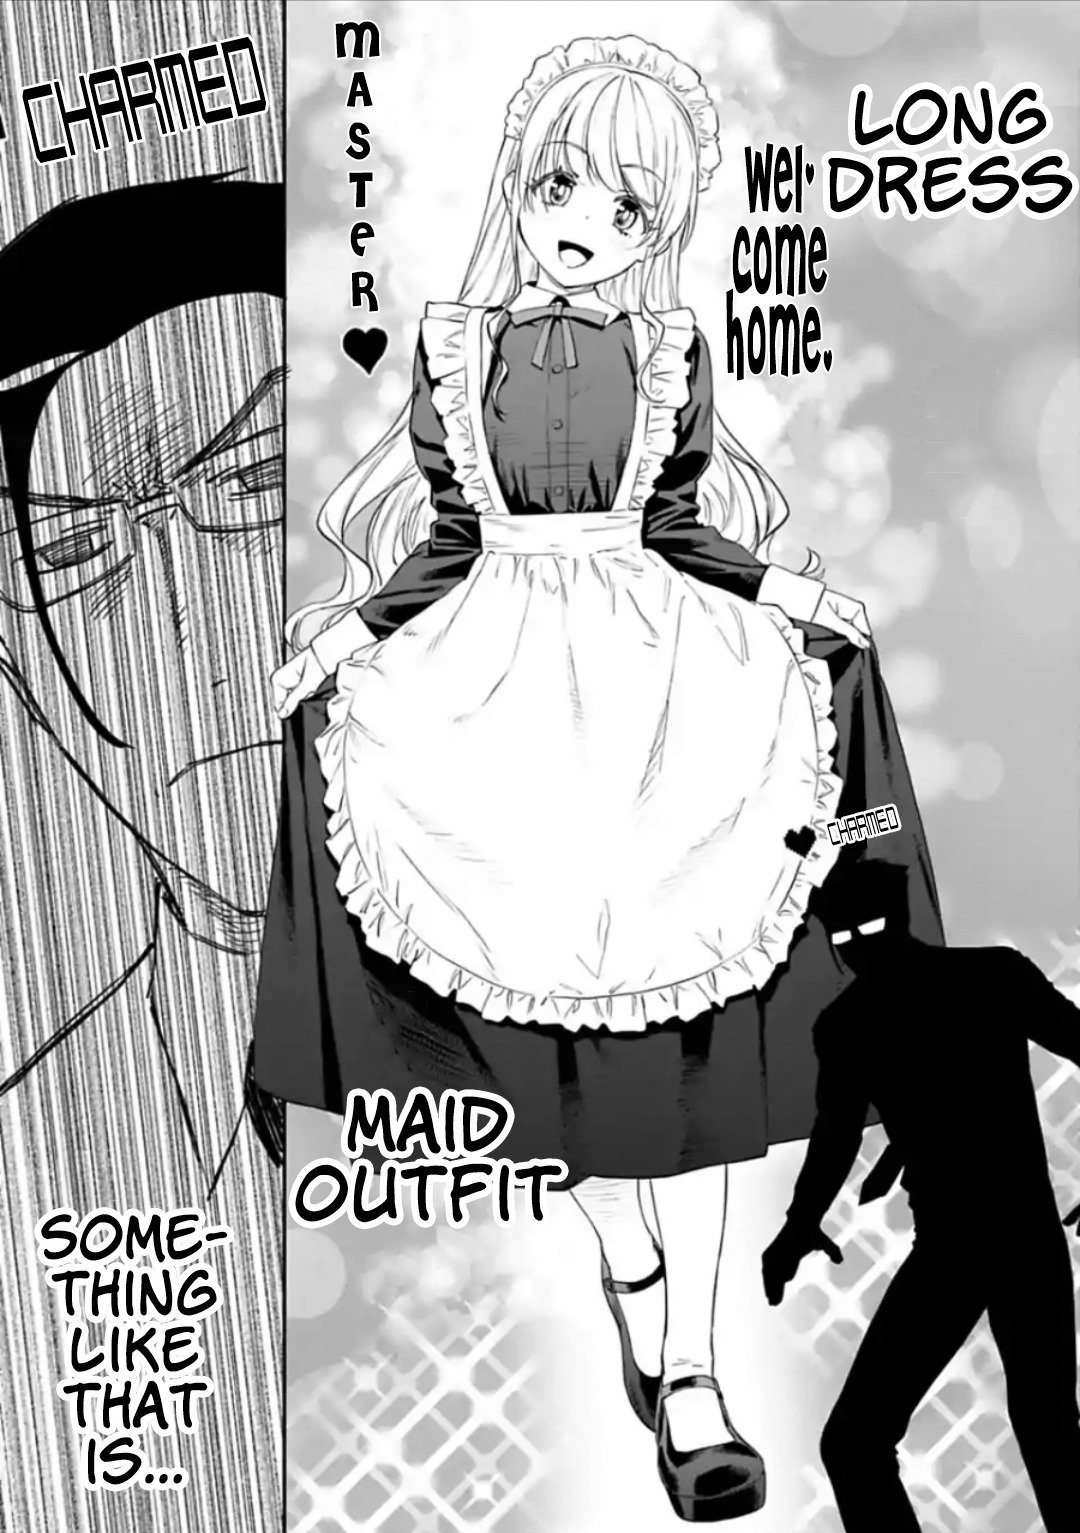 LONG
DRESS
WEL-
COME
HOME.
MASTER♥
CHARMED
MAID
OUTFIT
CHARMED
SOME-
THING
LIKE
THAT
IS...